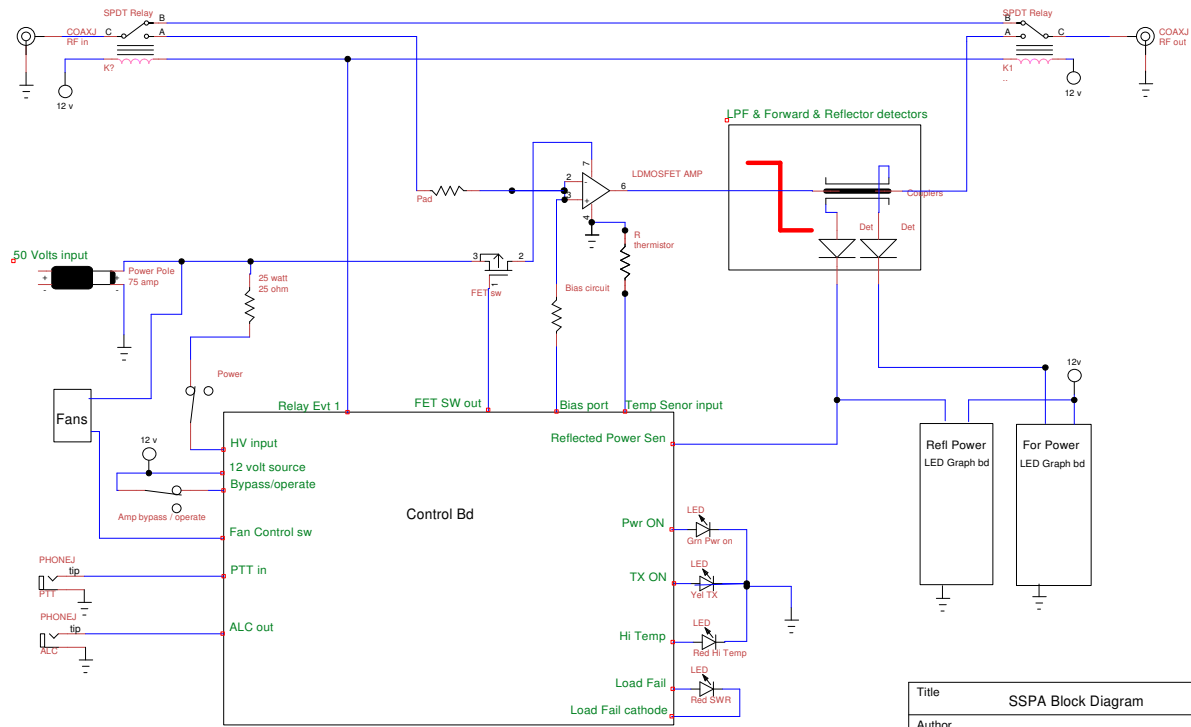 SPDT Relay
B
A
C
COAXJ
RF in
K?
12 v
SPDT Relay
B
A
C
COAXJ
RF out
K1
..
12 v
LPF & Forward & Reflector detectors
Couplers
Det
Det
LDMOSFET AMP
7
2
-
3
+
6
4
Pad
R
thermistor
50 Volts input
+
-
+
-
Power Pole
75 amp
25 watt
25 ohm
3
2
1
FET sw
Bias circuit
Power
Fans
12 v
Amp bypass / operate
PHONEJ
tip
PTT
PHONEJ
tip
ALC
Relay Evt 1
FET SW out
Bias port
Temp Senor input
HV input
12 volt source
Bypass/operate
Fan Control sw
PTT in
ALC out
Control Bd
Reflected Power Sen
Pwr ON
TX ON
Hi Temp
Load Fail
Load Fail cathode
LED
Grn Pwr on
LED
Yel TX
LED
Red Hi Temp
LED
Red SWR
12v
Refl Power
LED Graph bd
For Power
LED Graph bd
Title
SSPA Block Diagram
Author